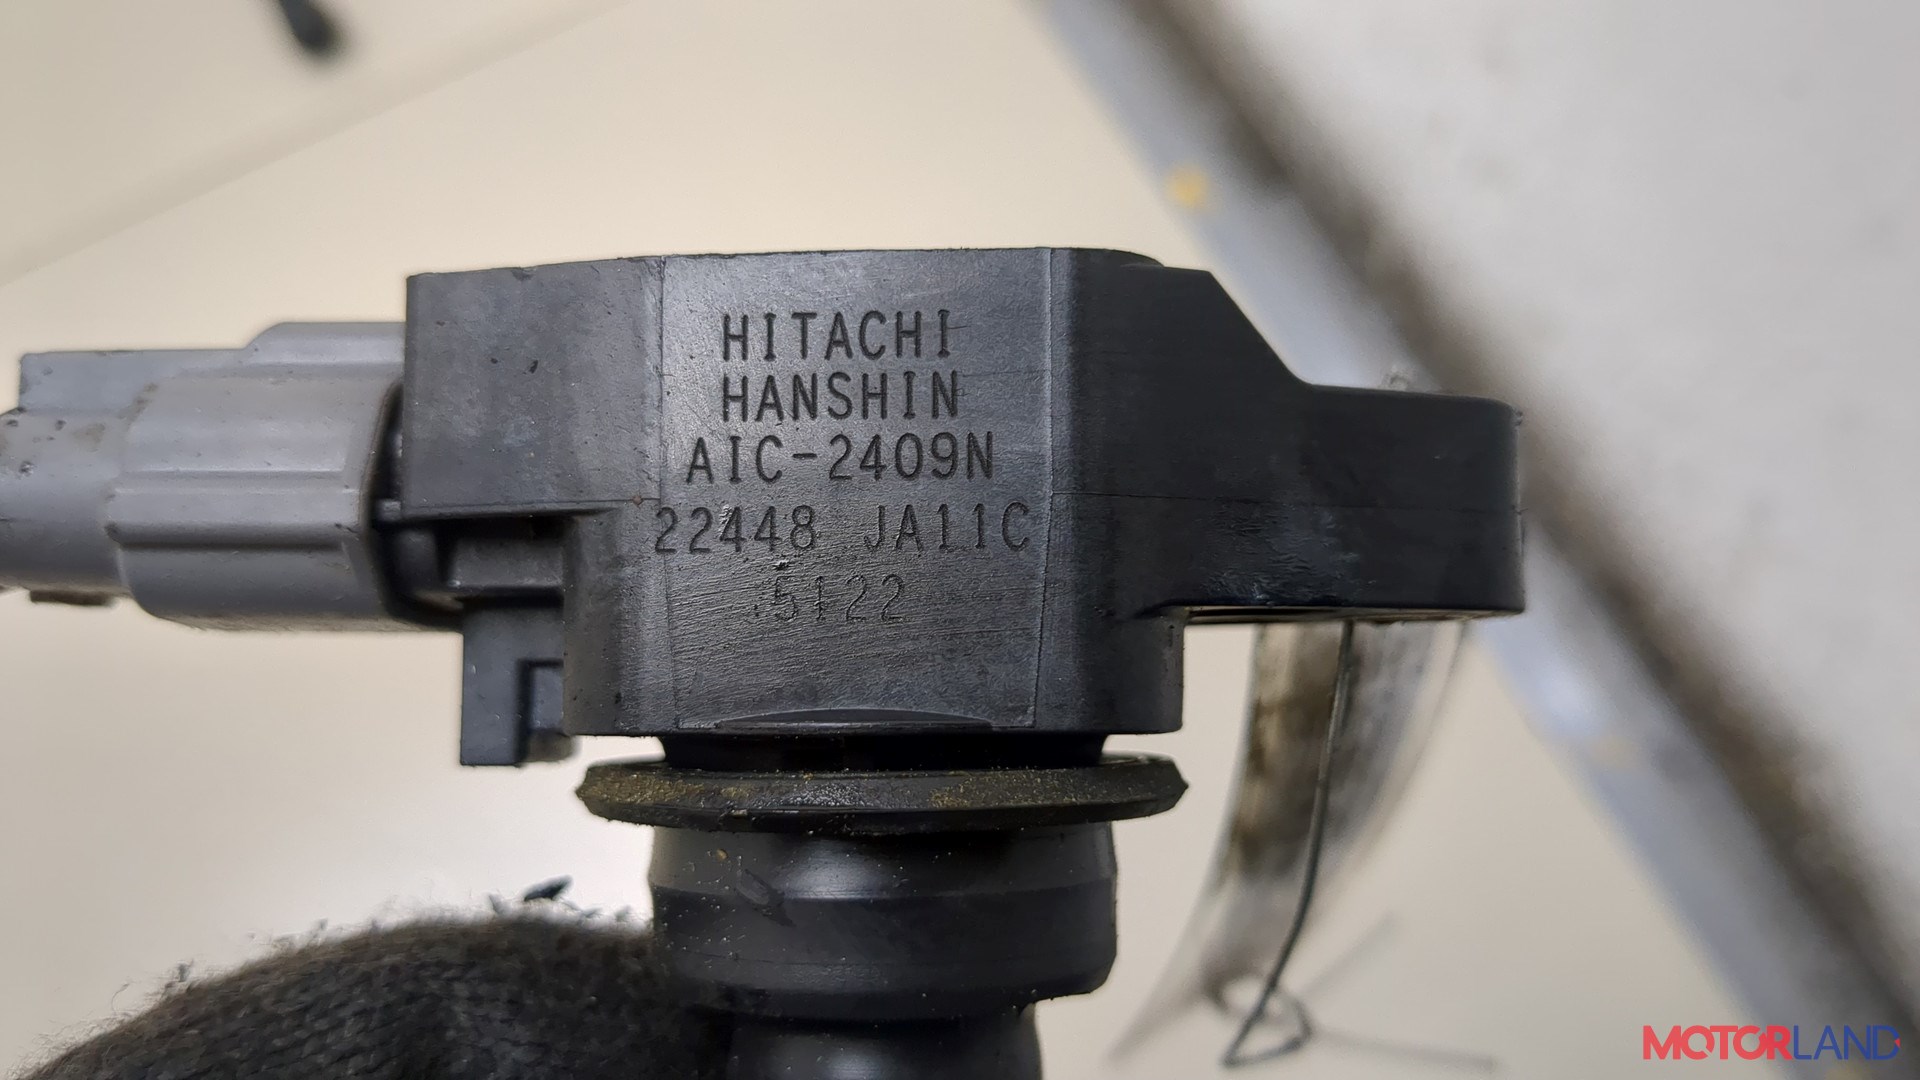 HITACHI
HANSHIN
AIC-2409N
22448 JA11C
5122
MOTORLAND